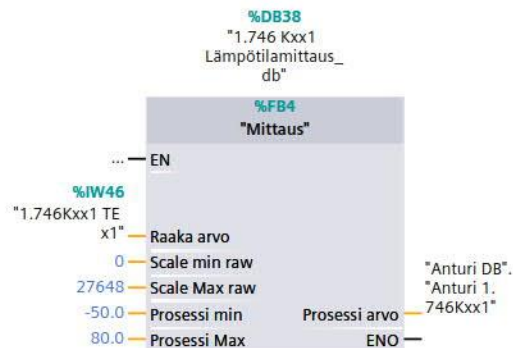 %DB38
"1.746 Kxx1
Lämpötilamittaus_
db"
%FB4
"Mittaus"
... EN
%IW46
"1.746Kxx1 TE
x1" Raaka arvo
0 Scale min raw
27648 Scale Max raw
-50.0 Prosessi min
80.0 Prosessi Max
Prosessi arvo
"Anturi DB".
"Anturi 1.
746Kxx1"
ENO